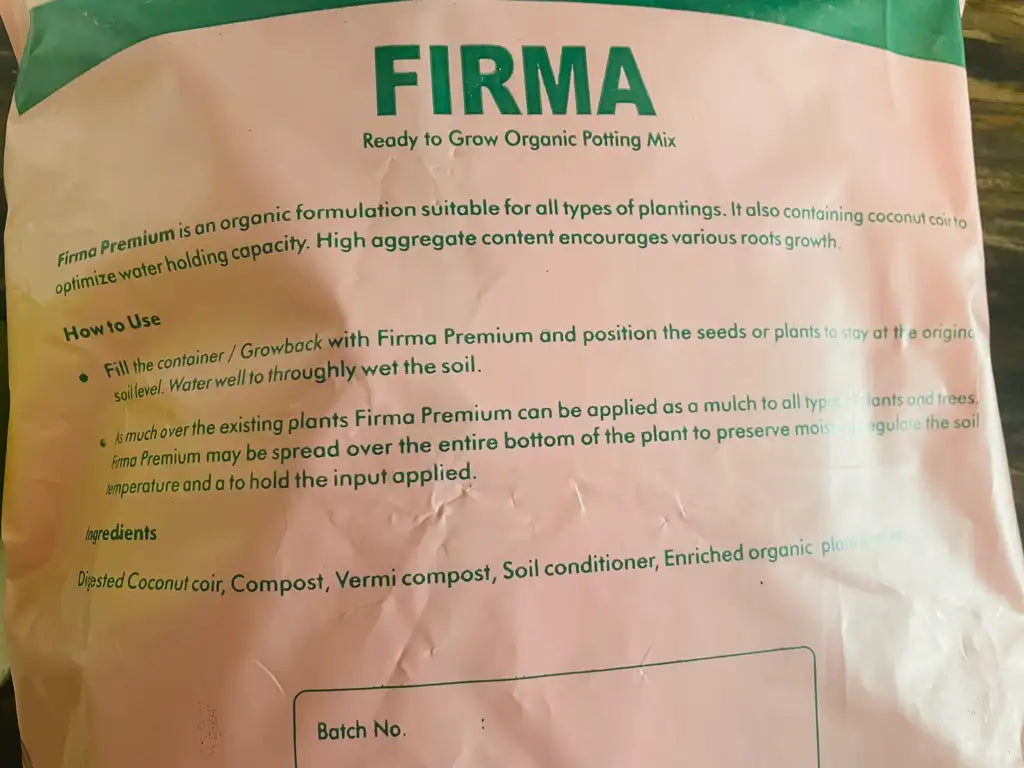 FIRMA
Ready to Grow Organic Potting Mix
Firma Premium is an organic formulation suitable for all types of plantings. It also containing coconut coir to
optimize water holding capacity. High aggregate content encourages various roots growth.
How to Use
• Fill the container / Growback with Firma Premium and position the seeds or plants to stay at the
soil level. Water well to throughly wet the soil.
• As much over the existing plants Firma Premium can be applied as a mulch to all and trees.
Firma Premium may be spread over the entire bottom of the plant to preserve the soil
temperature and a to hold the input applied.
Ingredients
Digested Coconut coir, Compost, Vermi compost, Soil conditioner, Enriched organic
Batch No. :